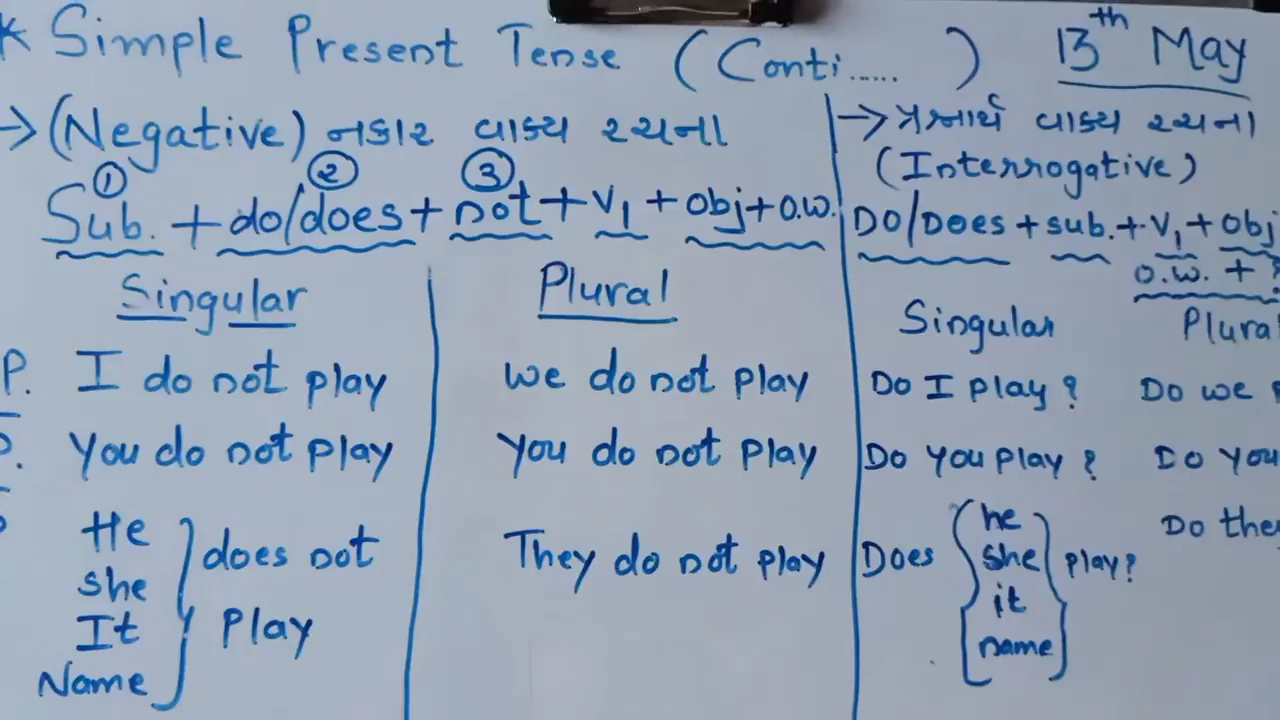 * Simple Present Tense (Conti...... ) 13th May
→ (Negative) નકાર વાક્ય રચના
① ② ③
Sub. + do/does + not + V1 + obj + o.w.
Singular Plural
P. I do not play we do not play
You do not play You do not play
He
she
It
Name
does not
Play
They do not play
→ પ્રશ્નાર્થ વાક્ય રચના
(Interrogative)
Do/Does + sub. + V1 + obj
o.w. + ?
Singular Plural
Do I play? Do we
Do You play? Do You
Does he
she
it
name
play?
Do they